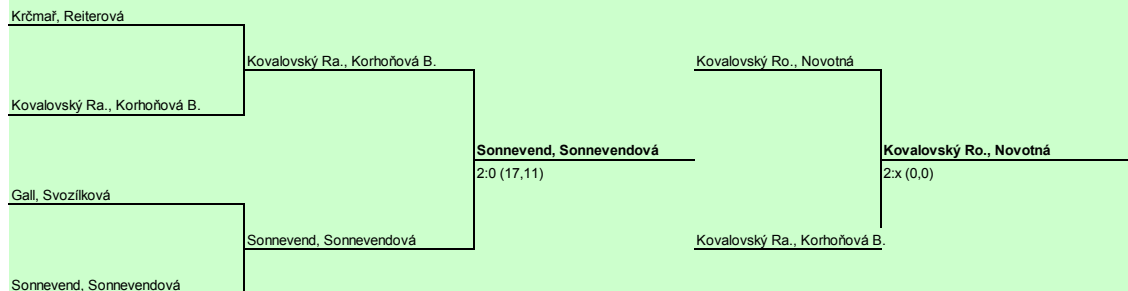 Krčmař, Reiterová
Kovalovský Ra., Korhoňová B.
Kovalovský Ro., Novotná
Kovalovský Ra., Korhoňová B.
Sonnevend, Sonnevendová
Kovalovský Ro., Novotná
2:0 (17,11)
2:x (0,0)
Gall, Svozílková
Sonnevend, Sonnevendová
Kovalovský Ra., Korhoňová B.
Sonnevend, Sonnevendová